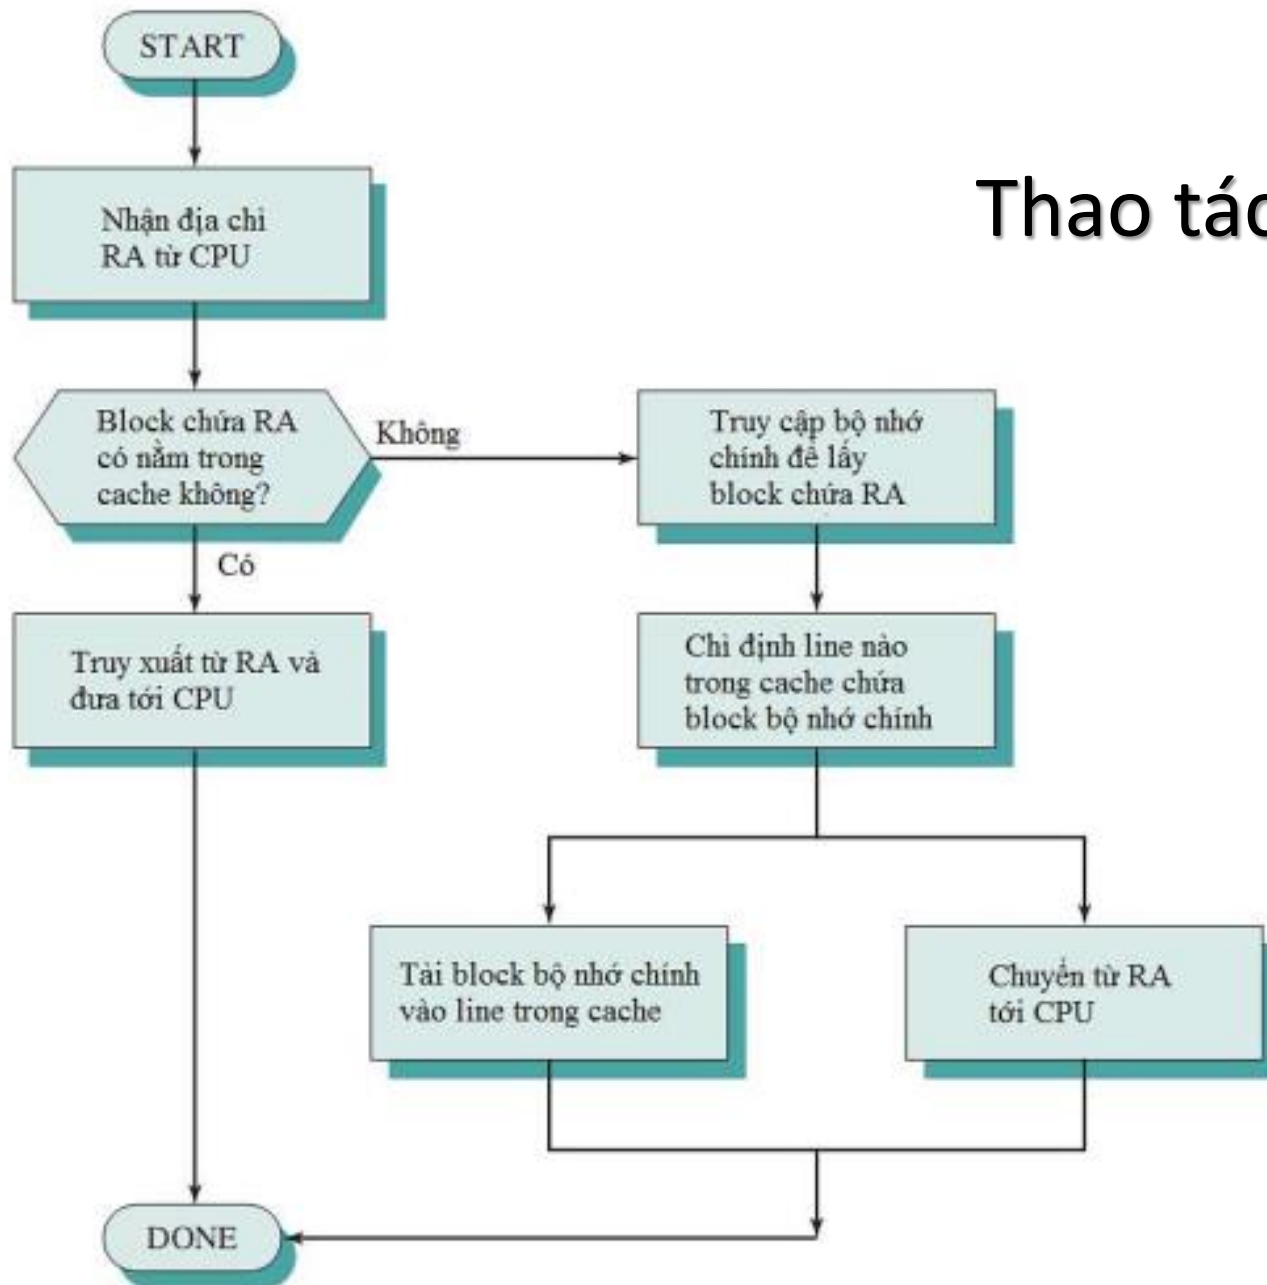 START
Thao tác
Nhận địa chỉ
RA từ CPU
Block chứa RA
có nằm trong
cache không?
Không
Truy cập bộ nhớ
chính để lấy
block chứa RA
Có
Truy xuất từ RA và
đưa tới CPU
Chỉ định line nào
trong cache chứa
block bộ nhớ chính
Tải block bộ nhớ chính
vào line trong cache
Chuyển từ RA
tới CPU
DONE